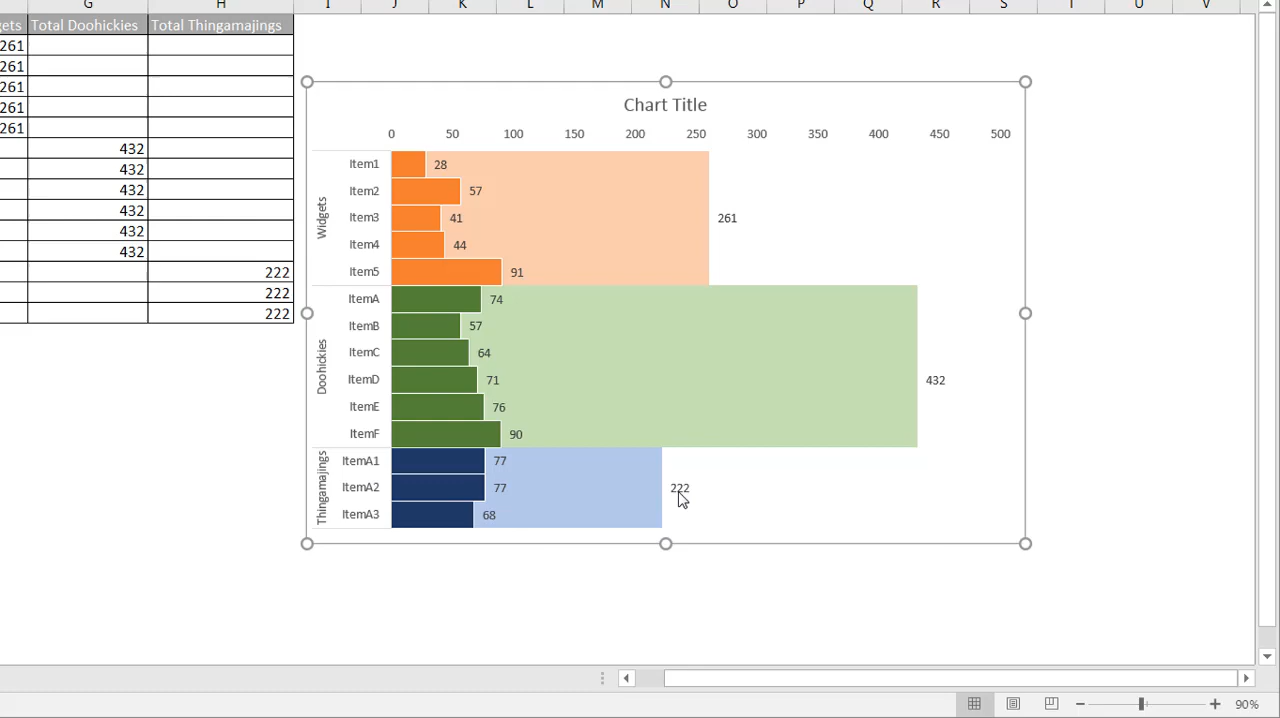 G H I J K L M N O P Q R S T U V
gets Total Doohickies Total Thingamajings
261
261
261
261
261
432
432
432
432
432
432
222
222
222
Chart Title
0 50 100 150 200 250 300 350 400 450 500
Widgets
Item1 28
Item2 57
Item3 41 261
Item4 44
Item5 91
Doohickies
ItemA 74
ItemB 57
ItemC 64
ItemD 71 432
ItemE 76
ItemF 90
Thingamajings
ItemA1 77
ItemA2 77 222
ItemA3 68
90%